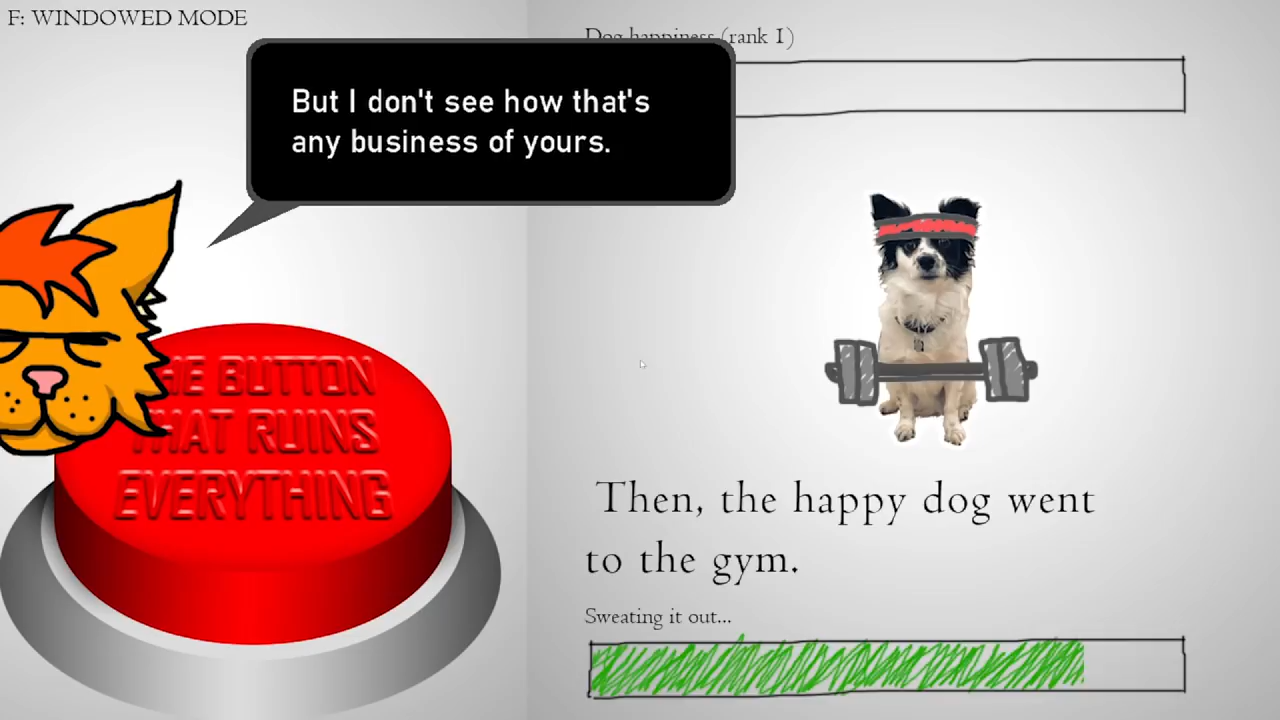 F: WINDOWED MODE
Dog happiness (rank 1)
But I don't see how that's
any business of yours.
THE BUTTON
THAT RUINS
EVERYTHING
Then, the happy dog went
to the gym.
Sweating it out...